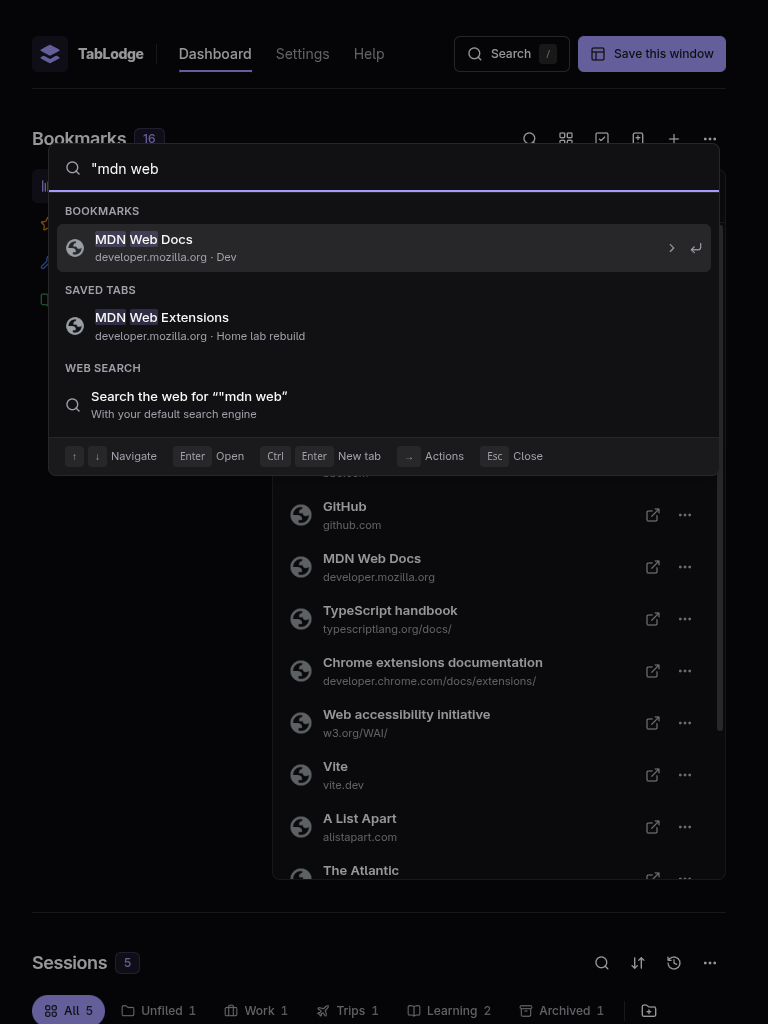 TabLodge
Dashboard
Settings
Help
Search /
Save this window
Bookmarks 16
"mdn web
BOOKMARKS
MDN Web Docs
developer.mozilla.org · Dev
SAVED TABS
MDN Web Extensions
developer.mozilla.org · Home lab rebuild
WEB SEARCH
Search the web for “"mdn web”
With your default search engine
↑ ↓ Navigate Enter Open Ctrl Enter New tab → Actions Esc Close
GitHub
github.com
MDN Web Docs
developer.mozilla.org
TypeScript handbook
typescriptlang.org/docs/
Chrome extensions documentation
developer.chrome.com/docs/extensions/
Web accessibility initiative
w3.org/WAI/
Vite
vite.dev
A List Apart
alistapart.com
The Atlantic
Sessions 5
All 5 Unfiled 1 Work 1 Trips 1 Learning 2 Archived 1